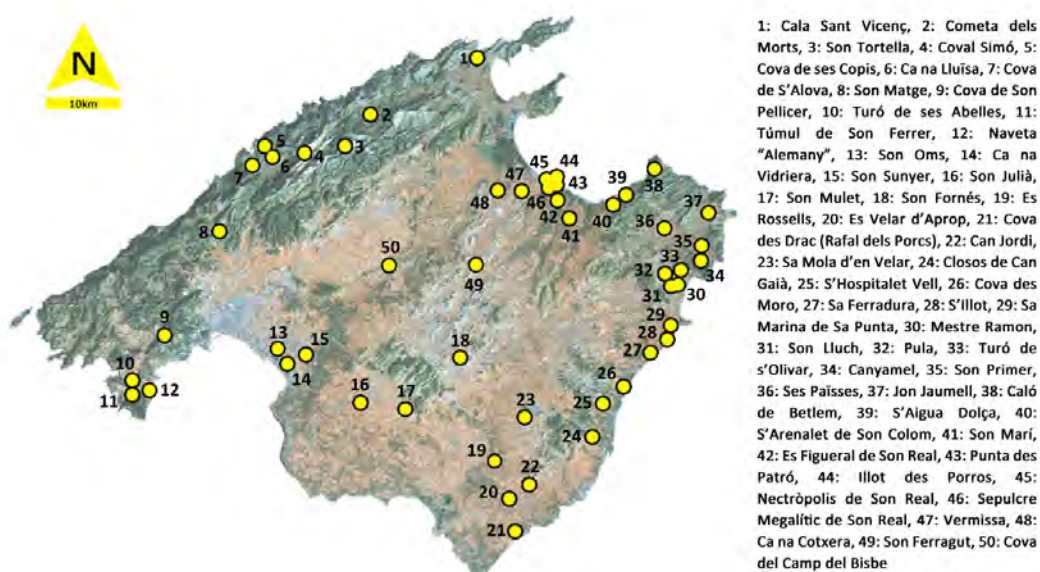 N
10km
1
2
3
4
5
6
7
8
9
10
11
12
13
14
15
16
17
18
19
20
21
22
23
24
25
26
27
28
29
30
31
32
33
34
35
36
37
38
39
40
41
42
43
44
45
46
47
48
49
50
1: Cala Sant Vicenç, 2: Cometa dels
Morts, 3: Son Tortella, 4: Coval Simó, 5:
Cova de ses Copis, 6: Ca na Lluïsa, 7: Cova
de S'Alova, 8: Son Matge, 9: Cova de Son
Pellicer, 10: Turó de ses Abelles, 11:
Túmul de Son Ferrer, 12: Naveta
"Alemany", 13: Son Oms, 14: Ca na
Vidriera, 15: Son Sunyer, 16: Son Julià,
17: Son Mulet, 18: Son Fornés, 19: Es
Rossells, 20: Es Velar d'Aprop, 21: Cova
des Drac (Rafal dels Porcs), 22: Can Jordi,
23: Sa Mola d'en Velar, 24: Closos de Can
Gaià, 25: S'Hospitalet Vell, 26: Cova des
Moro, 27: Sa Ferradura, 28: S'Illot, 29: Sa
Marina de Sa Punta, 30: Mestre Ramon,
31: Son Lluch, 32: Pula, 33: Turó de
s'Olivar, 34: Canyamel, 35: Son Primer,
36: Ses Païsses, 37: Jon Jaumell, 38: Caló
de Betlem, 39: S'Aigua Dolça, 40:
S'Arenalet de Son Colom, 41: Son Marí,
42: Es Figueral de Son Real, 43: Punta des
Patró, 44: Illot des Porros, 45:
Nectròpolis de Son Real, 46: Sepulcre
Megalític de Son Real, 47: Vermissa, 48:
Ca na Cotxera, 49: Son Ferragut, 50: Cova
del Camp del Bisbe